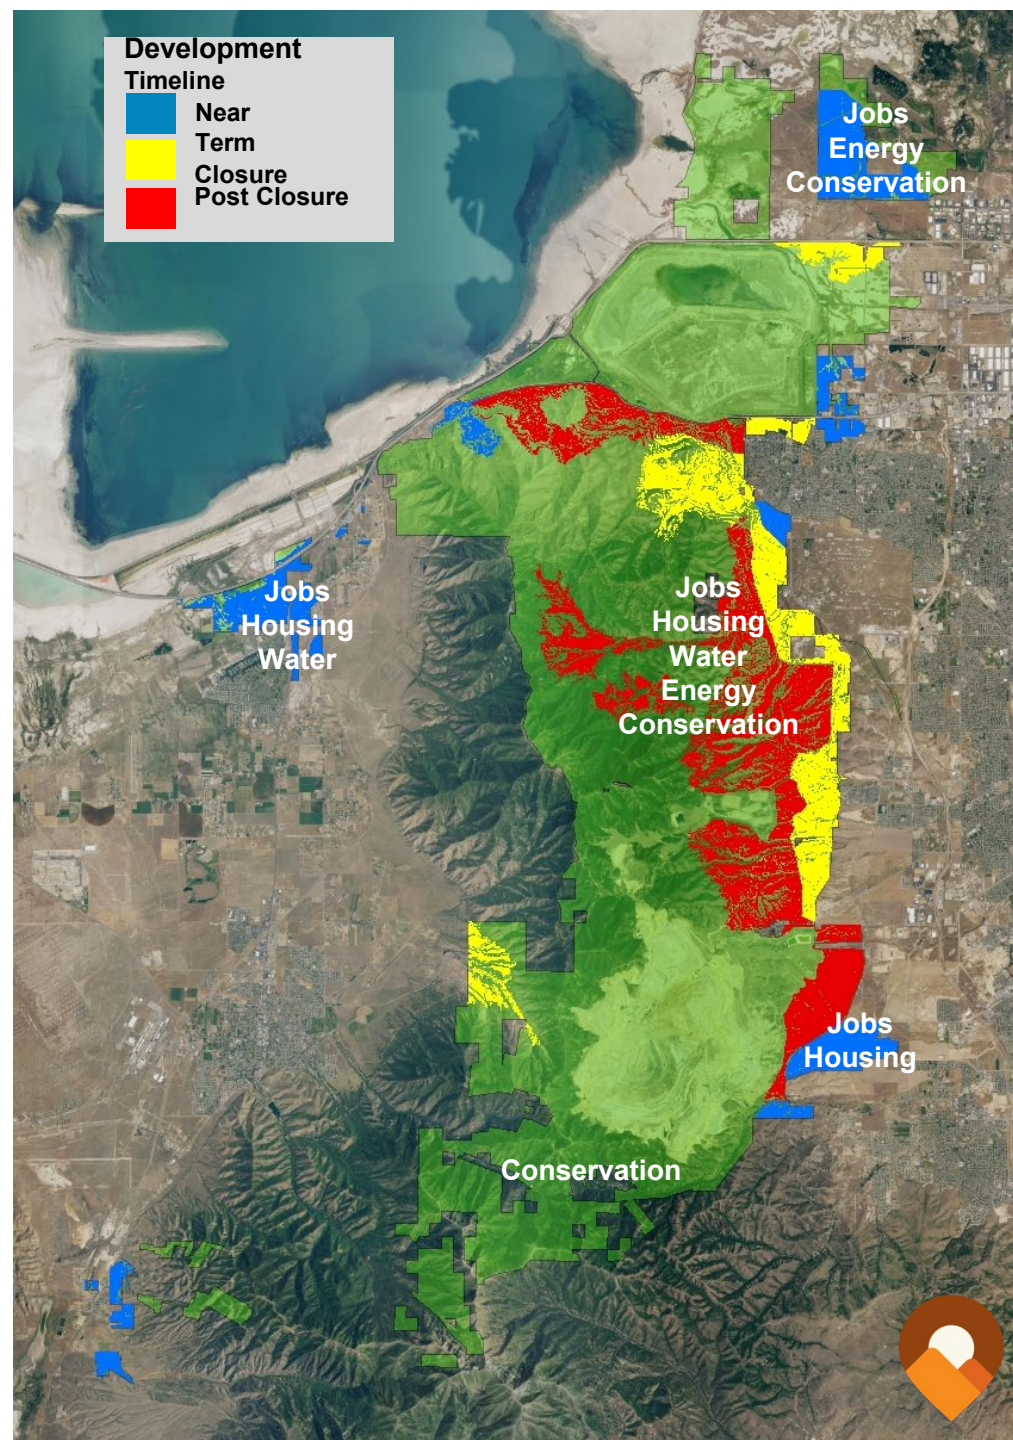 Development
Timeline
Near
Term
Closure
Post Closure
Jobs
Energy
Conservation
Jobs
Housing
Water
Jobs
Housing
Water
Energy
Conservation
Jobs
Housing
Conservation